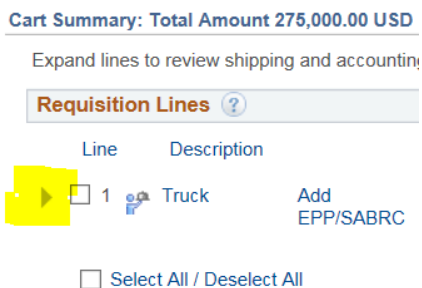 Cart Summary: Total Amount 275,000.00 USD
Expand lines to review shipping and accounting
Requisition Lines ?
Line Description
1 Truck Add
EPP/SABRC
Select All / Deselect All